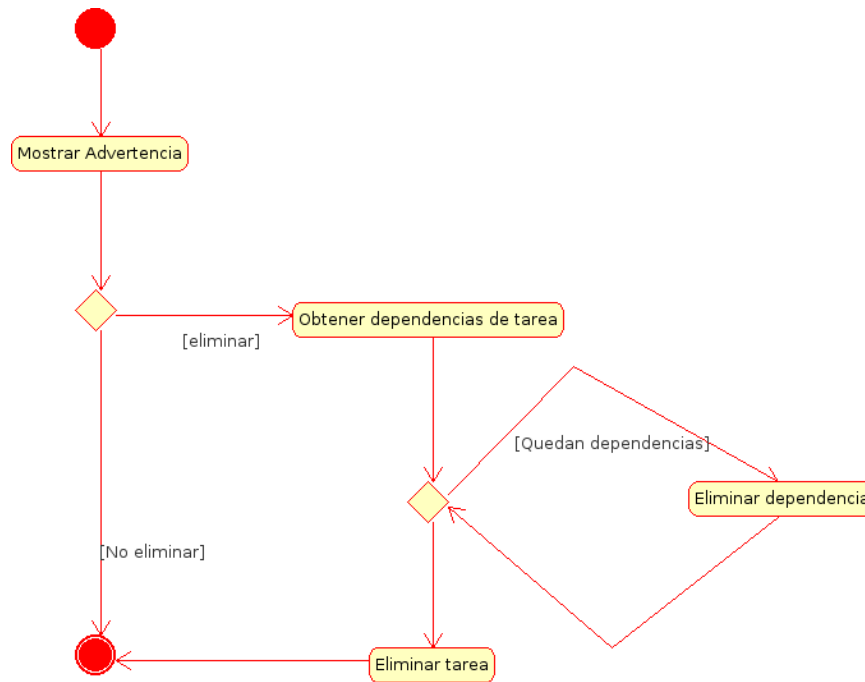 Mostrar Advertencia
Obtener dependencias de tarea
[eliminar]
[Quedan dependencias]
Eliminar dependencia
[No eliminar]
Eliminar tarea